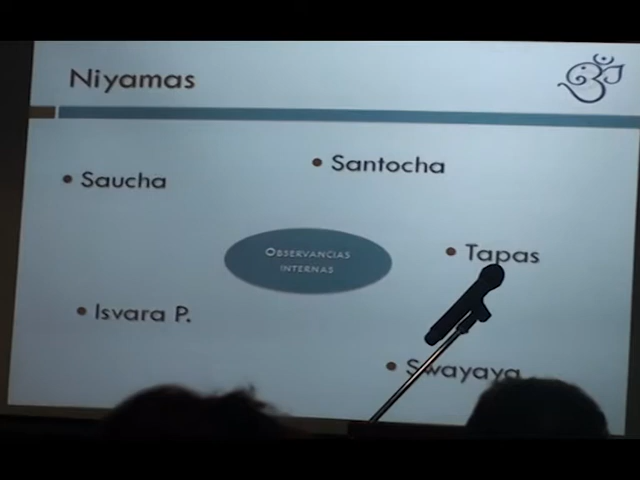 Niyamas
• Santocha
• Saucha
OBSERVANCIAS
INTERNAS
• Tapas
• Isvara P.
• Swayaya